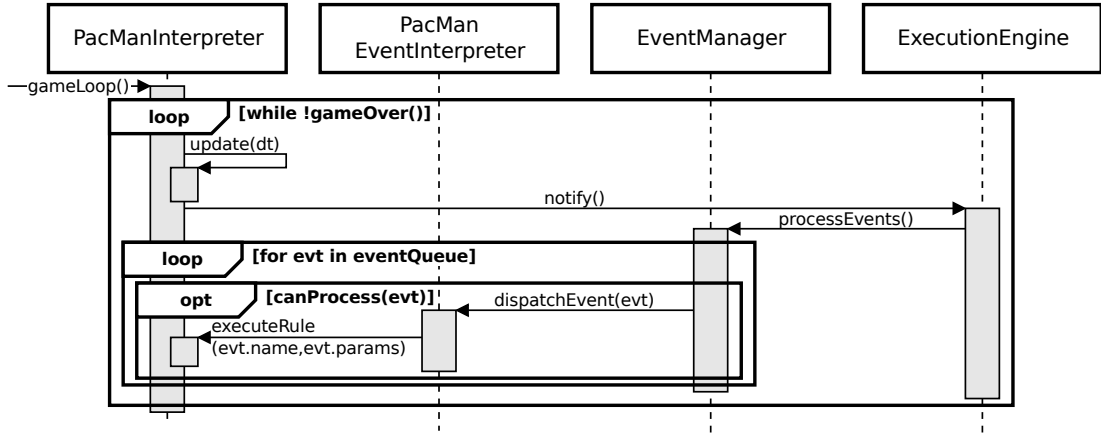 PacManInterpreter
PacMan
EventInterpreter
EventManager
ExecutionEngine
gameLoop()
loop
[while !gameOver()]
update(dt)
notify()
processEvents()
loop
[for evt in eventQueue]
opt
[canProcess(evt)]
dispatchEvent(evt)
executeRule
(evt.name,evt.params)